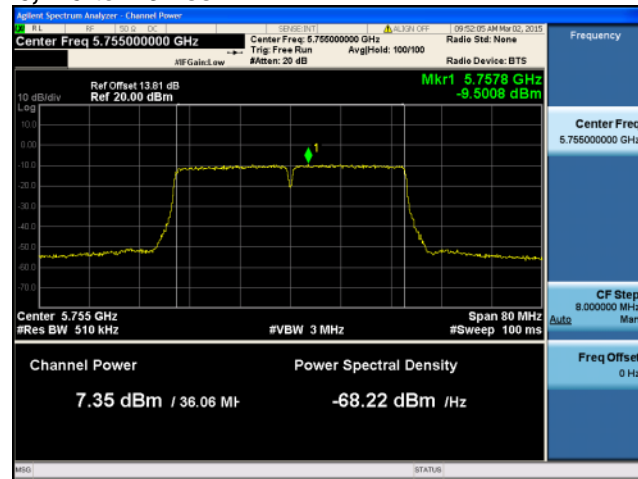 Agilent Spectrum Analyzer - Channel Power
RL RF 50 Ω DC SENSE:INT ALIGN OFF 09:52:05 AM Mar 02, 2015
Center Freq 5.755000000 GHz
Center Freq: 5.755000000 GHz
Radio Std: None
Trig: Free Run Avg|Hold: 100/100
#IFGain:Low #Atten: 20 dB Radio Device: BTS
Frequency
Mkr1 5.7578 GHz
-9.5008 dBm
Ref Offset 13.81 dB
10 dB/div Ref 20.00 dBm
Log
10.0
0.00
-10.0
-20.0
-30.0
-40.0
-50.0
-60.0
-70.0
1
Center Freq
5.755000000 GHz
Center 5.755 GHz Span 80 MHz
#Res BW 510 kHz #VBW 3 MHz #Sweep 100 ms
CF Step
8.000000 MHz
Auto Man
Channel Power Power Spectral Density
7.35 dBm / 36.06 MH -68.22 dBm /Hz
Freq Offset
0 Hz
MSG STATUS